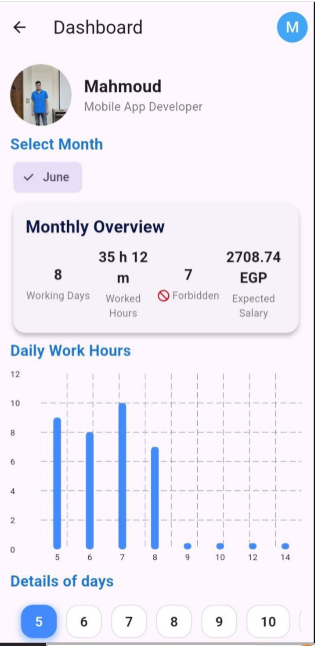 Dashboard
M
Mahmoud
Mobile App Developer
Select Month
June
Monthly Overview
8
Working Days
35 h 12
m
Worked
Hours
7
Forbidden
2708.74
EGP
Expected
Salary
Daily Work Hours
12
10
8
6
4
2
0
5 6 7 8 9 10 12 14
Details of days
5 6 7 8 9 10